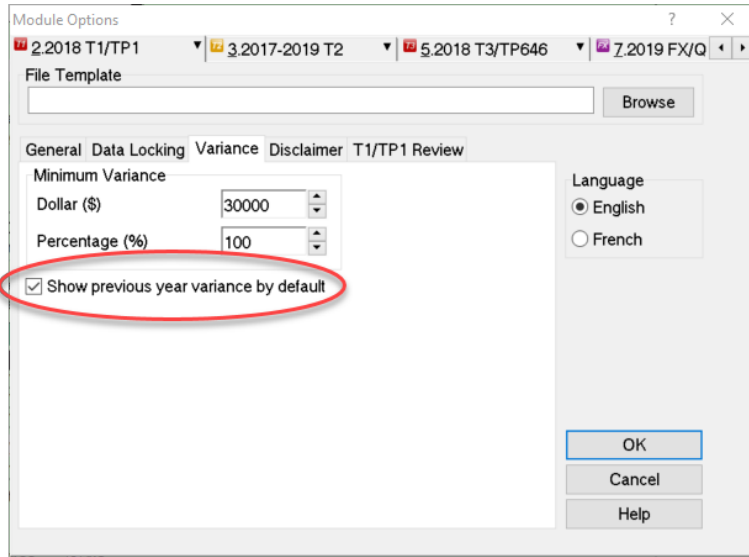 Module Options
2.2018 T1/TP1 3.2017-2019 T2 5.2018 T3/TP646 7.2019 FX/Q
File Template
Browse
General Data Locking Variance Disclaimer T1/TP1 Review
Minimum Variance
Dollar ($) 30000
Percentage (%) 100
Show previous year variance by default
Language
English
French
OK
Cancel
Help